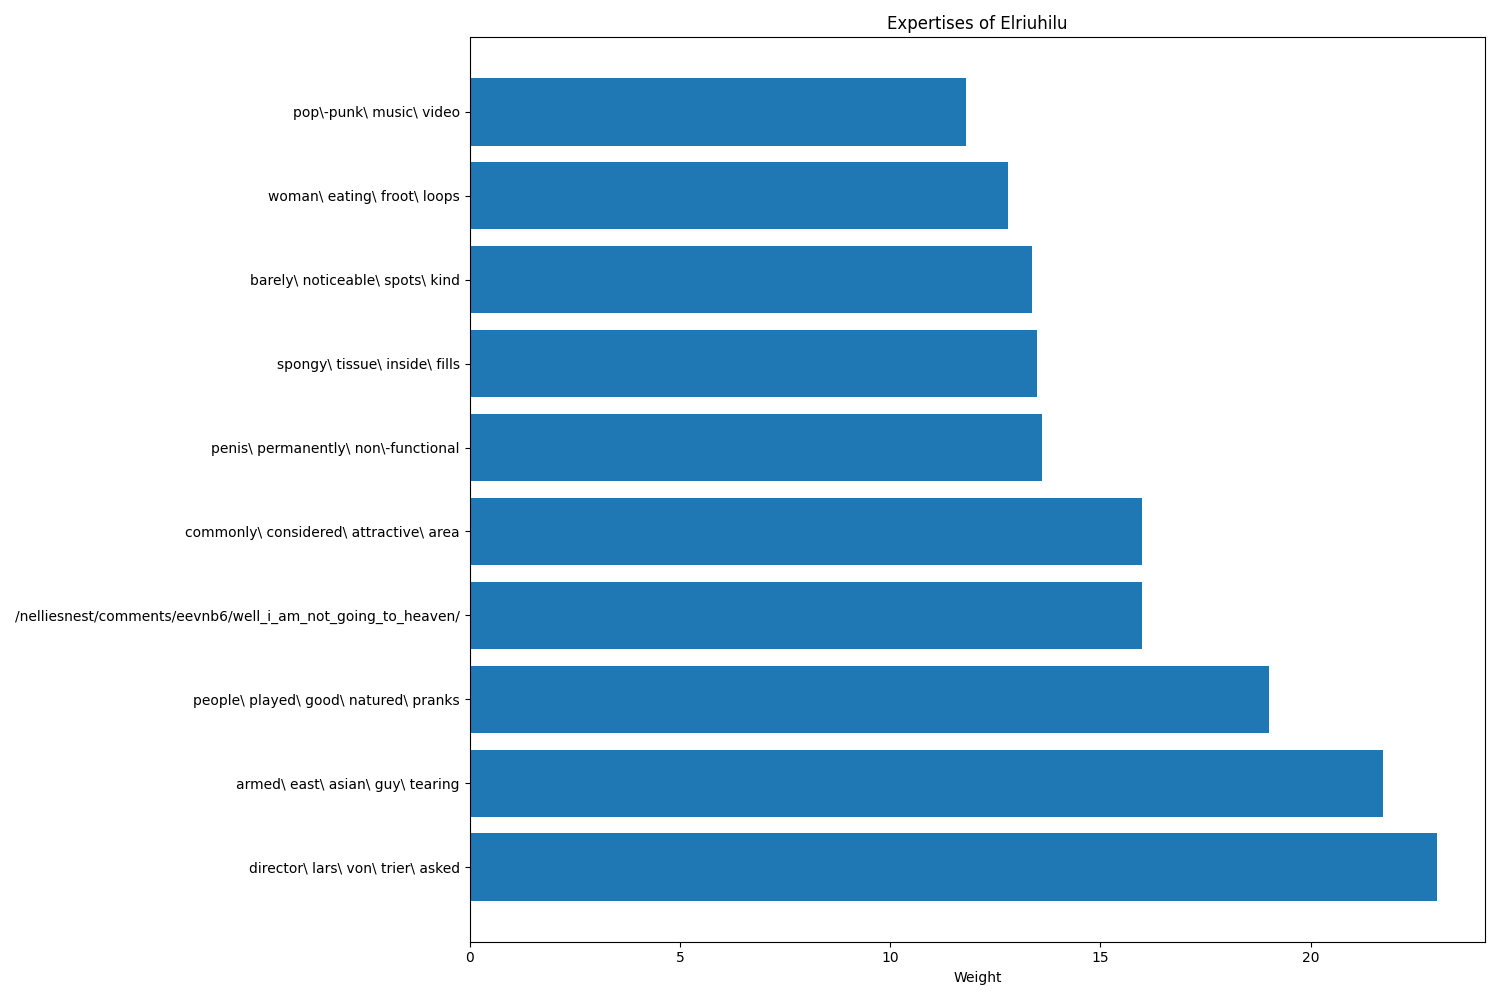 Expertises of Elriuhilu
pop\-punk\ music\ video
woman\ eating\ froot\ loops
barely\ noticeable\ spots\ kind
spongy\ tissue\ inside\ fills
penis\ permanently\ non\-functional
commonly\ considered\ attractive\ area
/nelliesnest/comments/eevnb6/well_i_am_not_going_to_heaven/
people\ played\ good\ natured\ pranks
armed\ east\ asian\ guy\ tearing
director\ lars\ von\ trier\ asked
0 5 10 15 20
Weight